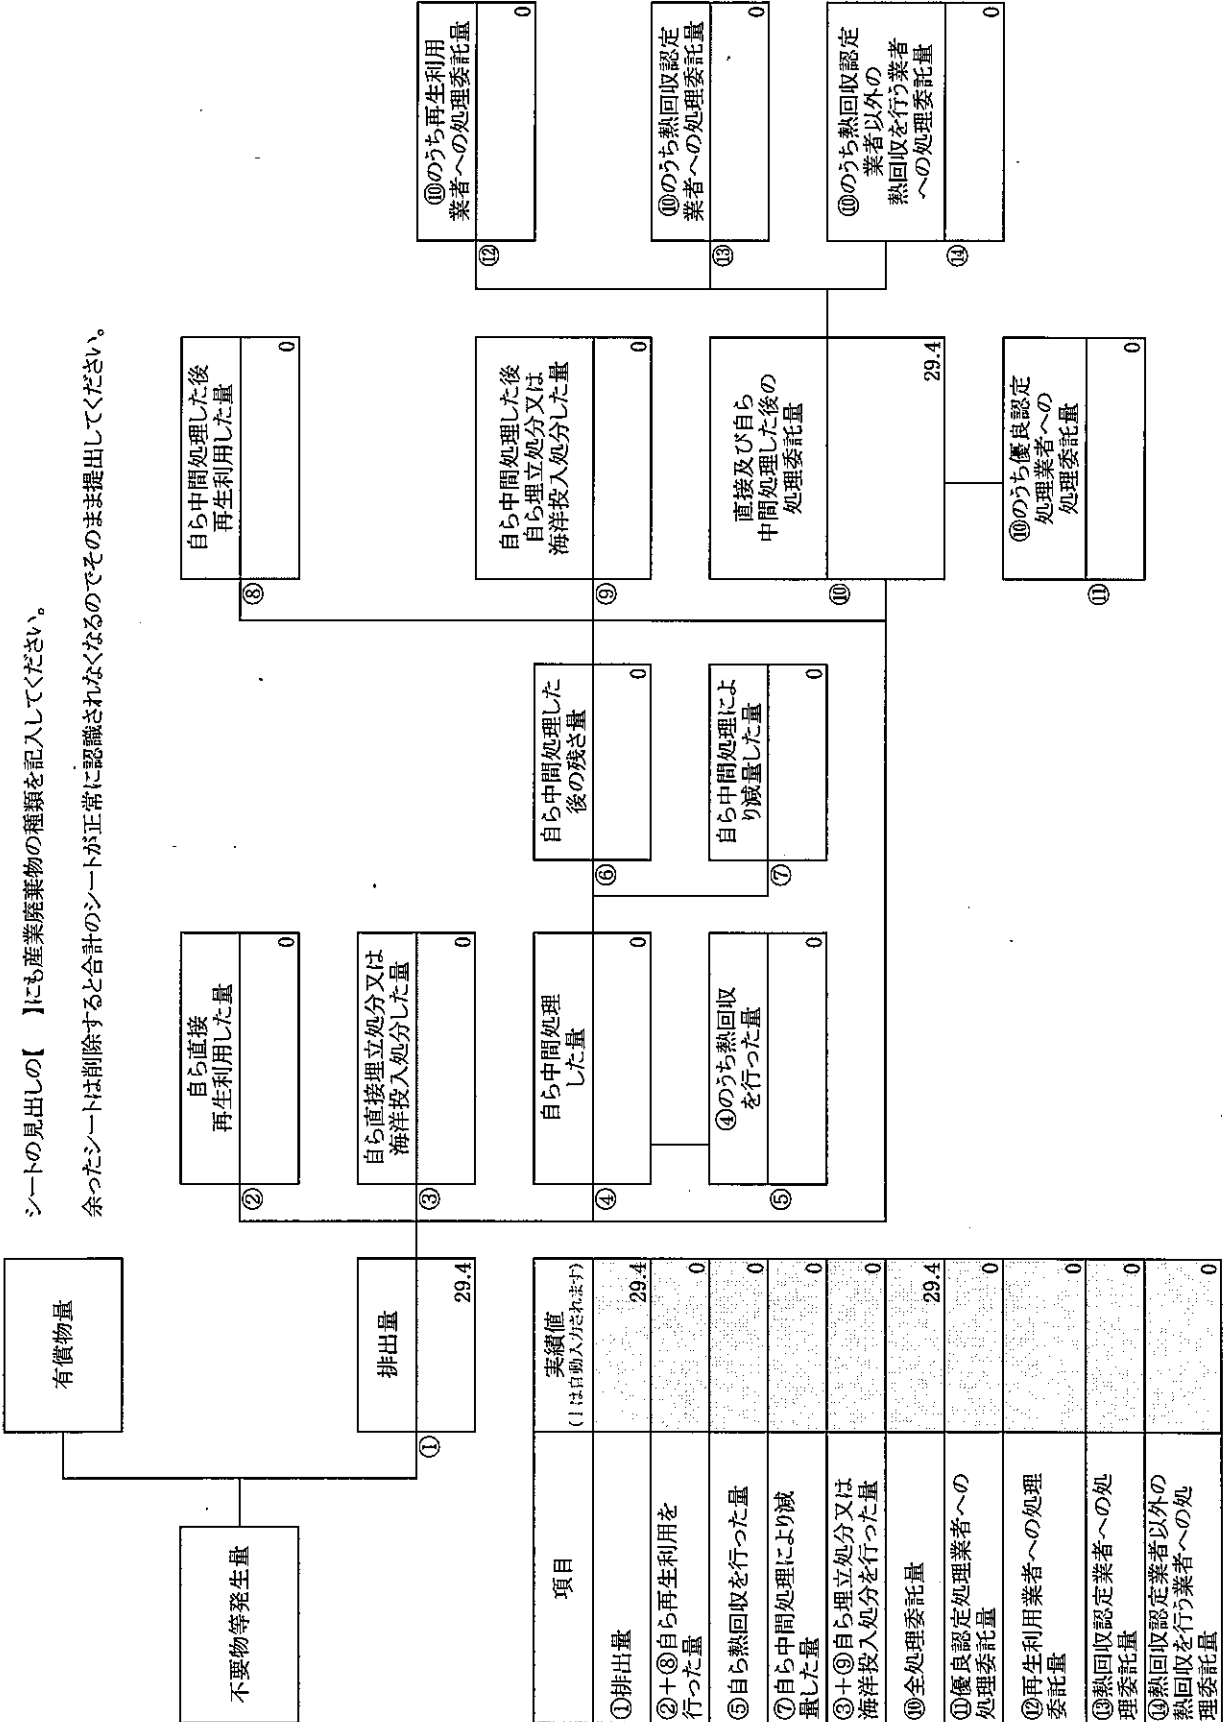 シートの見出しの【　】にも産業廃棄物の種類を記入してください。
余ったシートは削除すると合計のシートが正常に認識されなくなるのでそのまま提出してください。
不要物等発生量
有償物量
①
排出量
29.4
②
自ら直接
再生利用した量
0
③
自ら直接埋立処分又は
海洋投入処分した量
0
④
自ら中間処理
した量
0
⑤
④のうち熱回収
を行った量
0
⑥
自ら中間処理した
後の残さ量
0
⑦
自ら中間処理によ
り減量した量
0
⑧
自ら中間処理した後
再生利用した量
0
⑨
自ら中間処理した後
自ら埋立処分又は
海洋投入処分した量
0
⑩
直接及び自ら
中間処理した後の
処理委託量
29.4
⑪
⑩のうち優良認定
処理業者への
処理委託量
0
⑫
⑩のうち再生利用
業者への処理委託量
0
⑬
⑩のうち熱回収認定
業者への処理委託量
0
⑭
⑩のうち熱回収認定
業者以外の
熱回収を行う業者
への処理委託量
0
項目
実績値
(↓は自動入力されます)
①排出量
29.4
②＋⑧自ら再生利用を
行った量
0
⑤自ら熱回収を行った量
0
⑦自ら中間処理により減
量した量
0
③＋⑨自ら埋立処分又は
海洋投入処分を行った量
0
⑩全処理委託量
29.4
⑪優良認定処理業者への
処理委託量
0
⑫再生利用業者への処理
委託量
0
⑬熱回収認定業者への処
理委託量
0
⑭熱回収認定業者以外の
熱回収を行う業者への処
理委託量
0